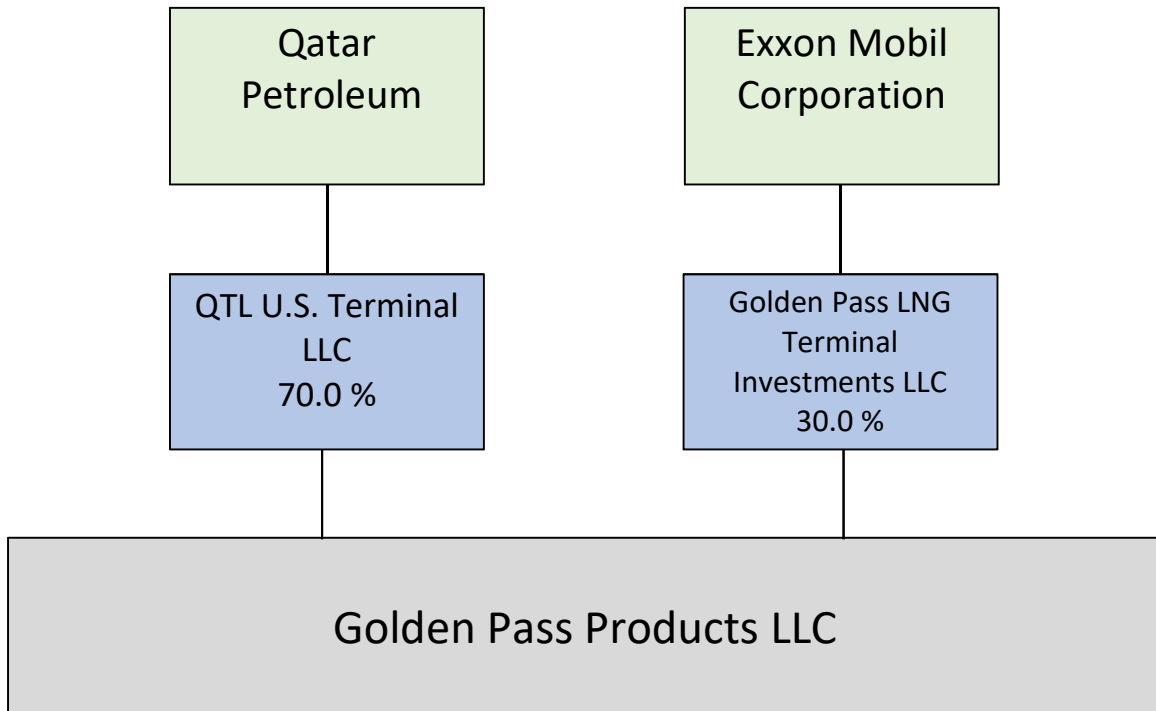 Qatar
Petroleum
Exxon Mobil
Corporation
QTL U.S. Terminal
LLC
70.0 %
Golden Pass LNG
Terminal
Investments LLC
30.0 %
Golden Pass Products LLC